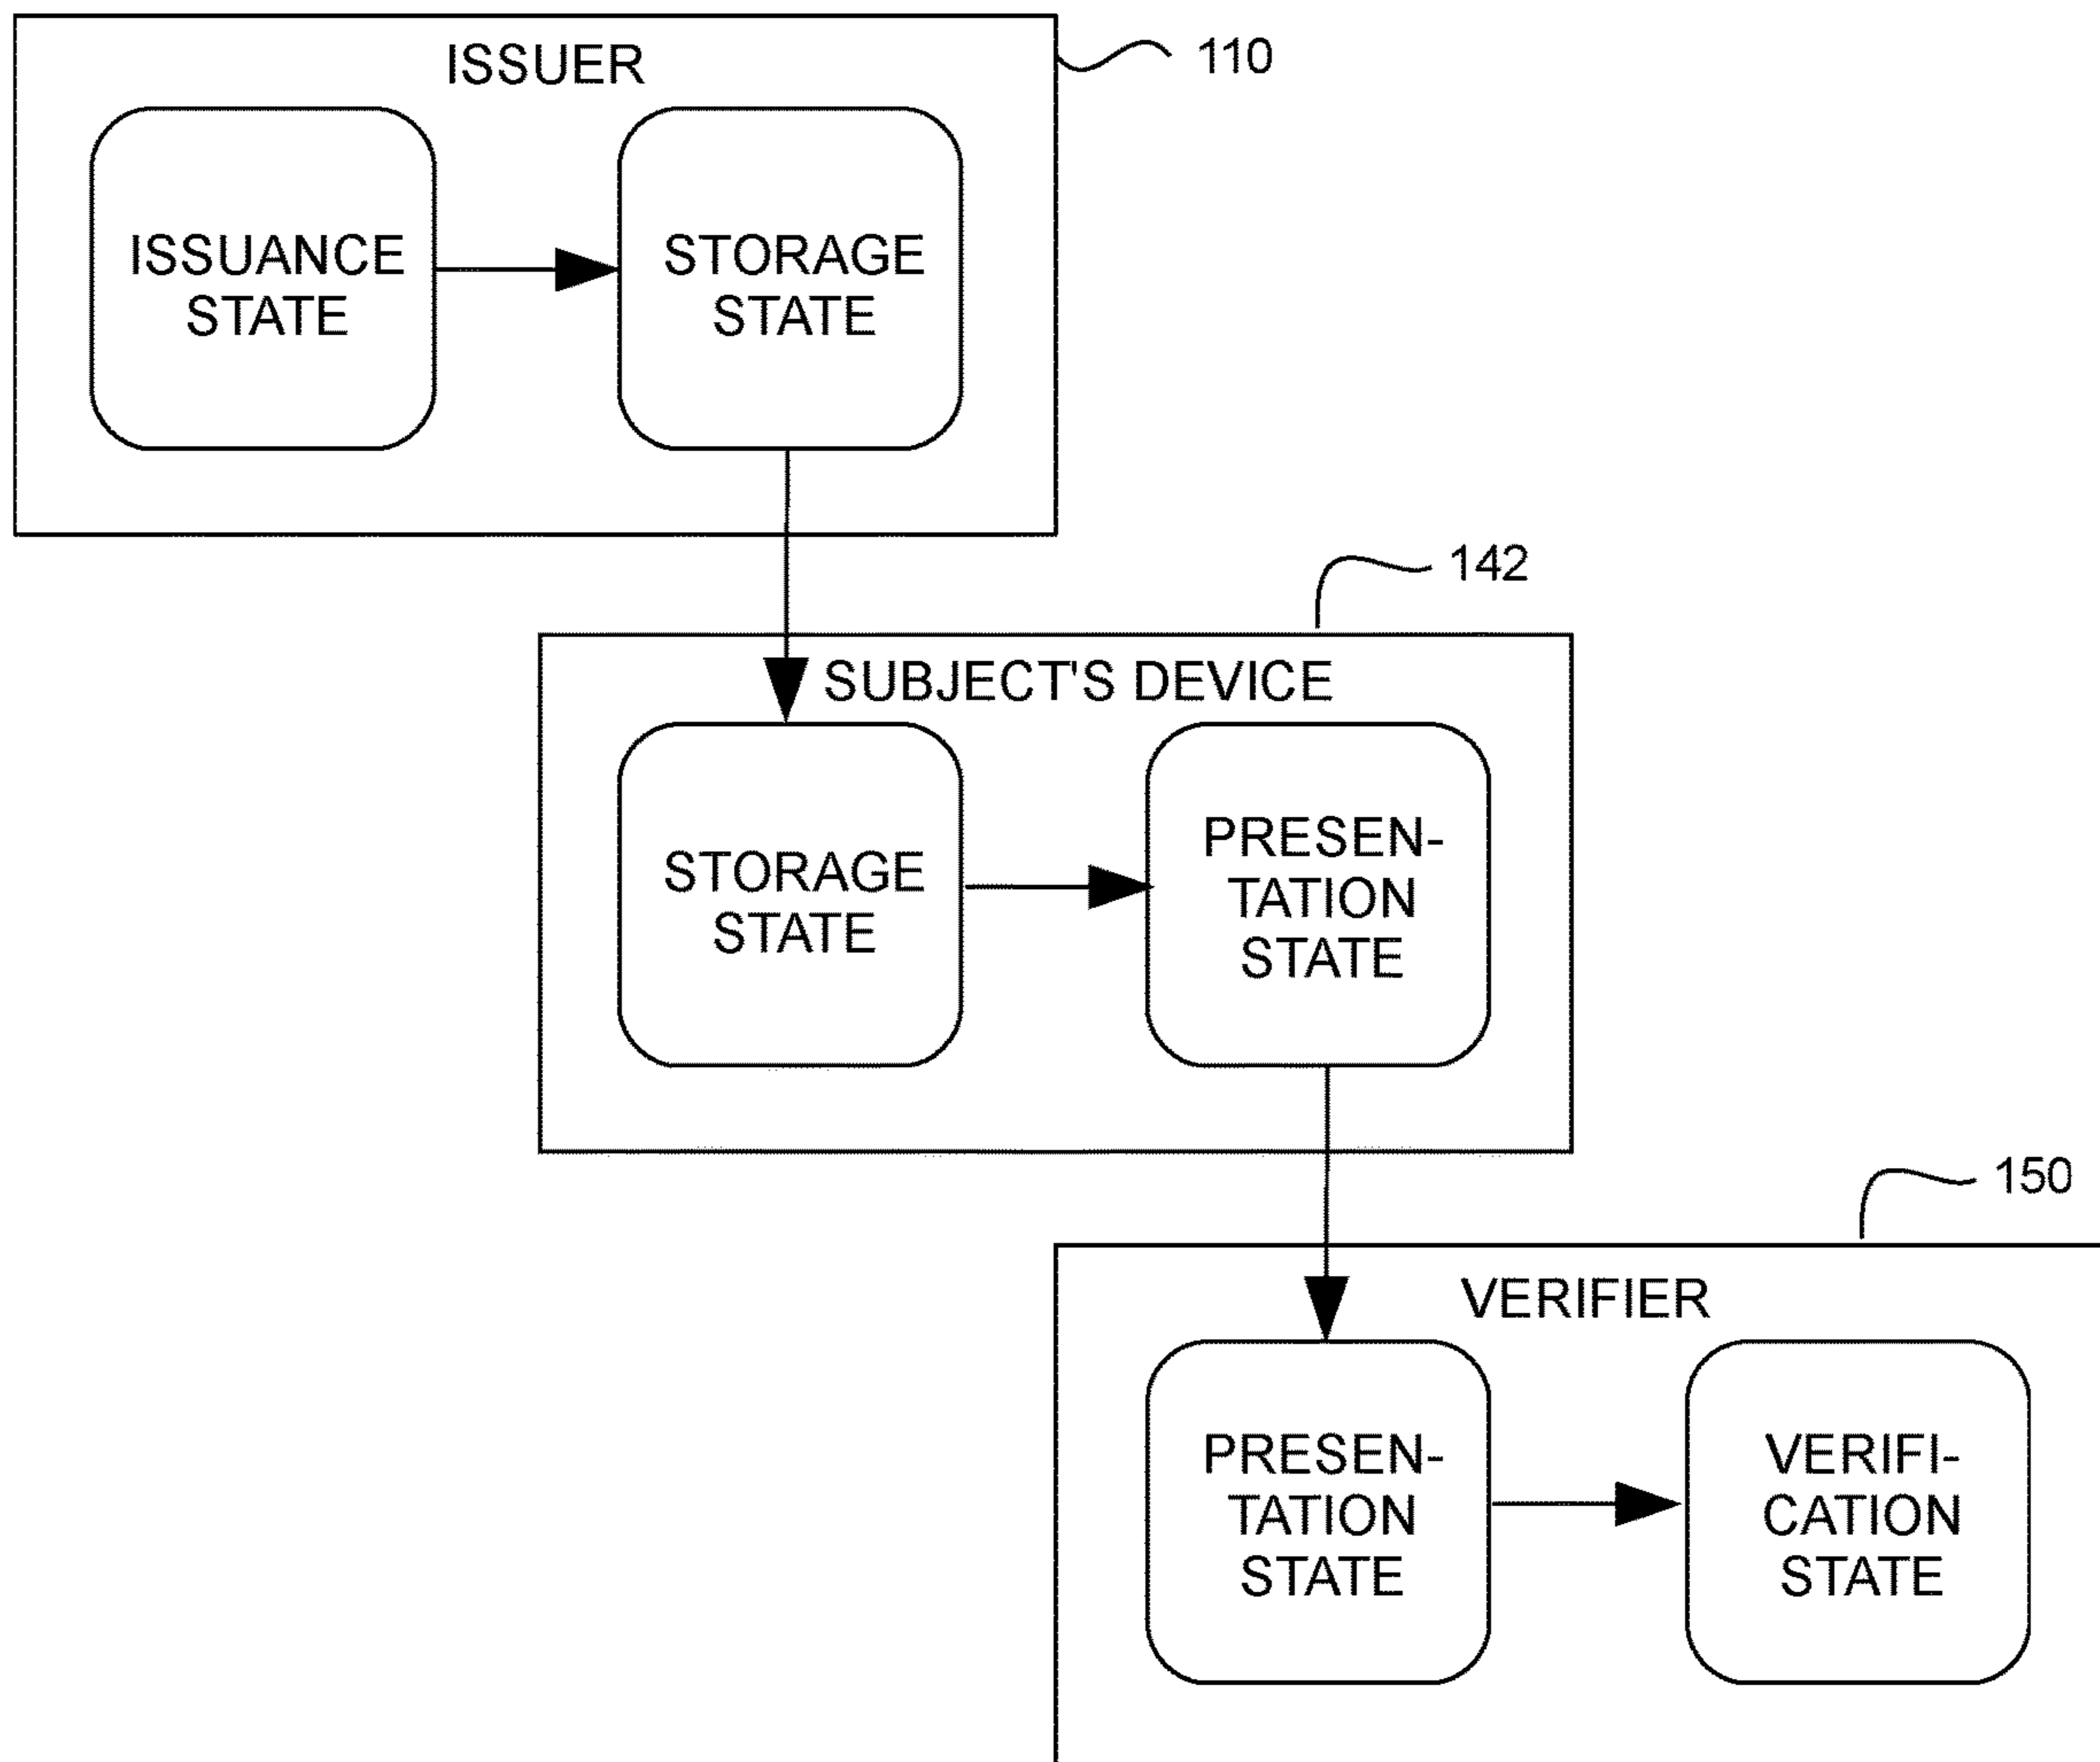 ISSUER
110
ISSUANCE
STATE
STORAGE
STATE
142
SUBJECT'S DEVICE
STORAGE
STATE
PRESEN-
TATION
STATE
150
VERIFIER
PRESEN-
TATION
STATE
VERIFI-
CATION
STATE